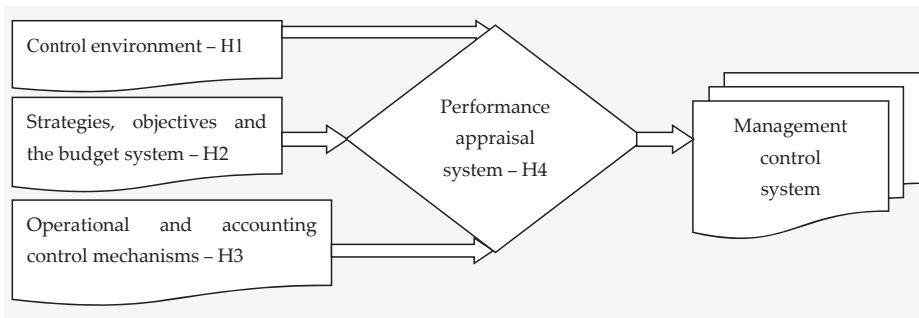 Control environment – H1
Strategies, objectives and
the budget system – H2
Operational and accounting
control mechanisms – H3
Performance
appraisal
system – H4
Management
control
system